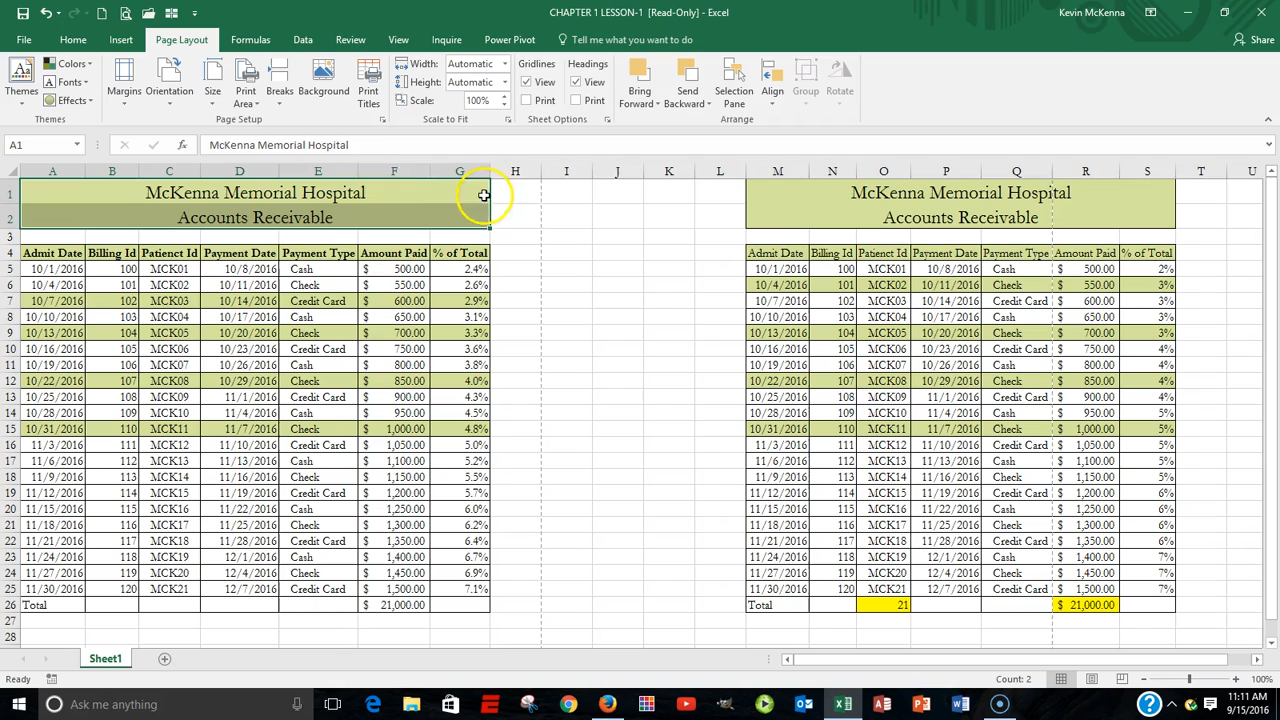 CHAPTER 1 LESSON-1 [Read-Only] - Excel
Kevin McKenna
File Home Insert Page Layout Formulas Data Review View Inquire Power Pivot Tell me what you want to do Share
Themes Colors Fonts Effects
Margins Orientation Size Print Area Breaks Background Print Titles
Width: Automatic
Height: Automatic
Scale: 100%
Gridlines Headings
View View
Print Print
Bring Forward Send Backward Selection Pane Align Group Rotate
Themes Page Setup Scale to Fit Sheet Options Arrange
A1 fx McKenna Memorial Hospital
A B C D E F G H I J K L M N O P Q R S T U
1 McKenna Memorial Hospital McKenna Memorial Hospital
2 Accounts Receivable Accounts Receivable
3
4 Admit Date Billing Id Patienct Id Payment Date Payment Type Amount Paid % of Total Admit Date Billing Id Patienct Id Payment Date Payment Type Amount Paid % of Total
5 10/1/2016 100 MCK01 10/8/2016 Cash $ 500.00 2.4% 10/1/2016 100 MCK01 10/8/2016 Cash $ 500.00 2%
6 10/4/2016 101 MCK02 10/11/2016 Check $ 550.00 2.6% 10/4/2016 101 MCK02 10/11/2016 Check $ 550.00 3%
7 10/7/2016 102 MCK03 10/14/2016 Credit Card $ 600.00 2.9% 10/7/2016 102 MCK03 10/14/2016 Credit Card $ 600.00 3%
8 10/10/2016 103 MCK04 10/17/2016 Cash $ 650.00 3.1% 10/10/2016 103 MCK04 10/17/2016 Cash $ 650.00 3%
9 10/13/2016 104 MCK05 10/20/2016 Check $ 700.00 3.3% 10/13/2016 104 MCK05 10/20/2016 Check $ 700.00 3%
10 10/16/2016 105 MCK06 10/23/2016 Credit Card $ 750.00 3.6% 10/16/2016 105 MCK06 10/23/2016 Credit Card $ 750.00 4%
11 10/19/2016 106 MCK07 10/26/2016 Cash $ 800.00 3.8% 10/19/2016 106 MCK07 10/26/2016 Cash $ 800.00 4%
12 10/22/2016 107 MCK08 10/29/2016 Check $ 850.00 4.0% 10/22/2016 107 MCK08 10/29/2016 Check $ 850.00 4%
13 10/25/2016 108 MCK09 11/1/2016 Credit Card $ 900.00 4.3% 10/25/2016 108 MCK09 11/1/2016 Credit Card $ 900.00 4%
14 10/28/2016 109 MCK10 11/4/2016 Cash $ 950.00 4.5% 10/28/2016 109 MCK10 11/4/2016 Cash $ 950.00 5%
15 10/31/2016 110 MCK11 11/7/2016 Check $ 1,000.00 4.8% 10/31/2016 110 MCK11 11/7/2016 Check $ 1,000.00 5%
16 11/3/2016 111 MCK12 11/10/2016 Credit Card $ 1,050.00 5.0% 11/3/2016 111 MCK12 11/10/2016 Credit Card $ 1,050.00 5%
17 11/6/2016 112 MCK13 11/13/2016 Cash $ 1,100.00 5.2% 11/6/2016 112 MCK13 11/13/2016 Cash $ 1,100.00 5%
18 11/9/2016 113 MCK14 11/16/2016 Check $ 1,150.00 5.5% 11/9/2016 113 MCK14 11/16/2016 Check $ 1,150.00 5%
19 11/12/2016 114 MCK15 11/19/2016 Credit Card $ 1,200.00 5.7% 11/12/2016 114 MCK15 11/19/2016 Credit Card $ 1,200.00 6%
20 11/15/2016 115 MCK16 11/22/2016 Cash $ 1,250.00 6.0% 11/15/2016 115 MCK16 11/22/2016 Cash $ 1,250.00 6%
21 11/18/2016 116 MCK17 11/25/2016 Check $ 1,300.00 6.2% 11/18/2016 116 MCK17 11/25/2016 Check $ 1,300.00 6%
22 11/21/2016 117 MCK18 11/28/2016 Credit Card $ 1,350.00 6.4% 11/21/2016 117 MCK18 11/28/2016 Credit Card $ 1,350.00 6%
23 11/24/2016 118 MCK19 12/1/2016 Cash $ 1,400.00 6.7% 11/24/2016 118 MCK19 12/1/2016 Cash $ 1,400.00 7%
24 11/27/2016 119 MCK20 12/4/2016 Check $ 1,450.00 6.9% 11/27/2016 119 MCK20 12/4/2016 Check $ 1,450.00 7%
25 11/30/2016 120 MCK21 12/7/2016 Credit Card $ 1,500.00 7.1% 11/30/2016 120 MCK21 12/7/2016 Credit Card $ 1,500.00 7%
26 Total $ 21,000.00 Total 21 $ 21,000.00
27
28
Sheet1
Ready Count: 2 100%
Ask me anything
11:11 AM
9/15/2016